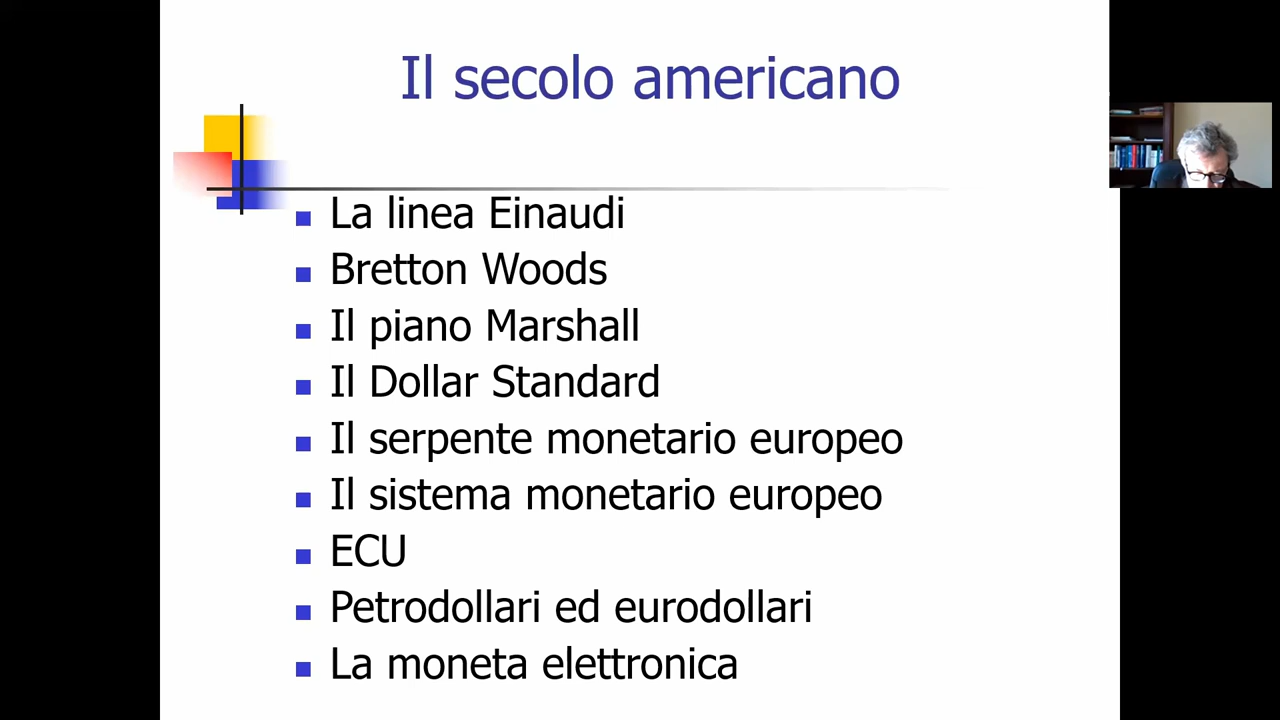 Il secolo americano
La linea Einaudi
Bretton Woods
Il piano Marshall
Il Dollar Standard
Il serpente monetario europeo
Il sistema monetario europeo
ECU
Petrodollari ed eurodollari
La moneta elettronica